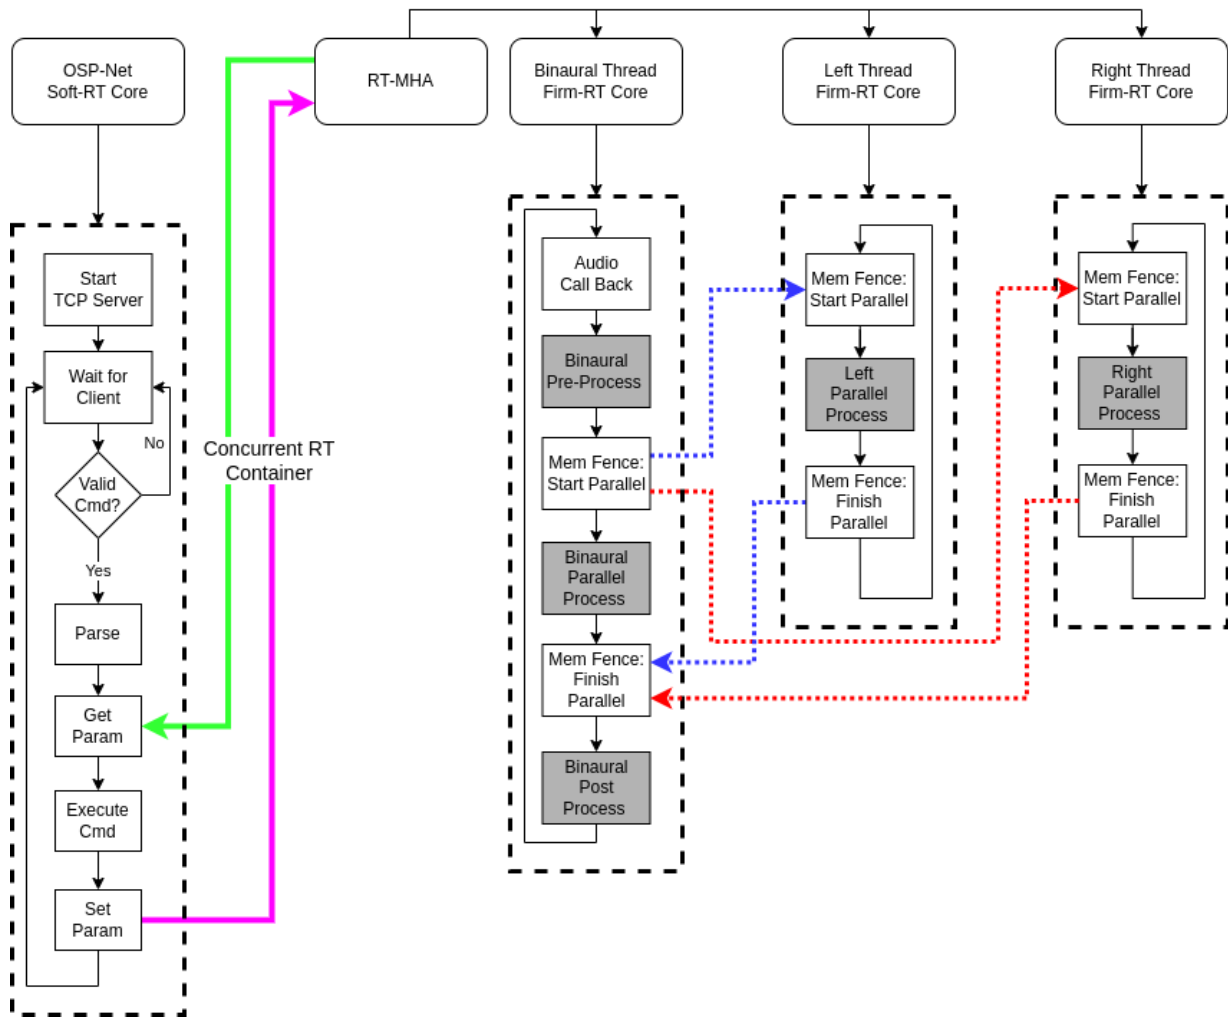 OSP-Net
Soft-RT Core
RT-MHA
Binaural Thread
Firm-RT Core
Left Thread
Firm-RT Core
Right Thread
Firm-RT Core
Start
TCP Server
Wait for
Client
No
Valid
Cmd?
Yes
Parse
Get
Param
Execute
Cmd
Set
Param
Concurrent RT
Container
Audio
Call Back
Binaural
Pre-Process
Mem Fence:
Start Parallel
Binaural
Parallel
Process
Mem Fence:
Finish
Parallel
Binaural
Post
Process
Mem Fence:
Start Parallel
Left
Parallel
Process
Mem Fence:
Finish
Parallel
Mem Fence:
Start Parallel
Right
Parallel
Process
Mem Fence:
Finish
Parallel